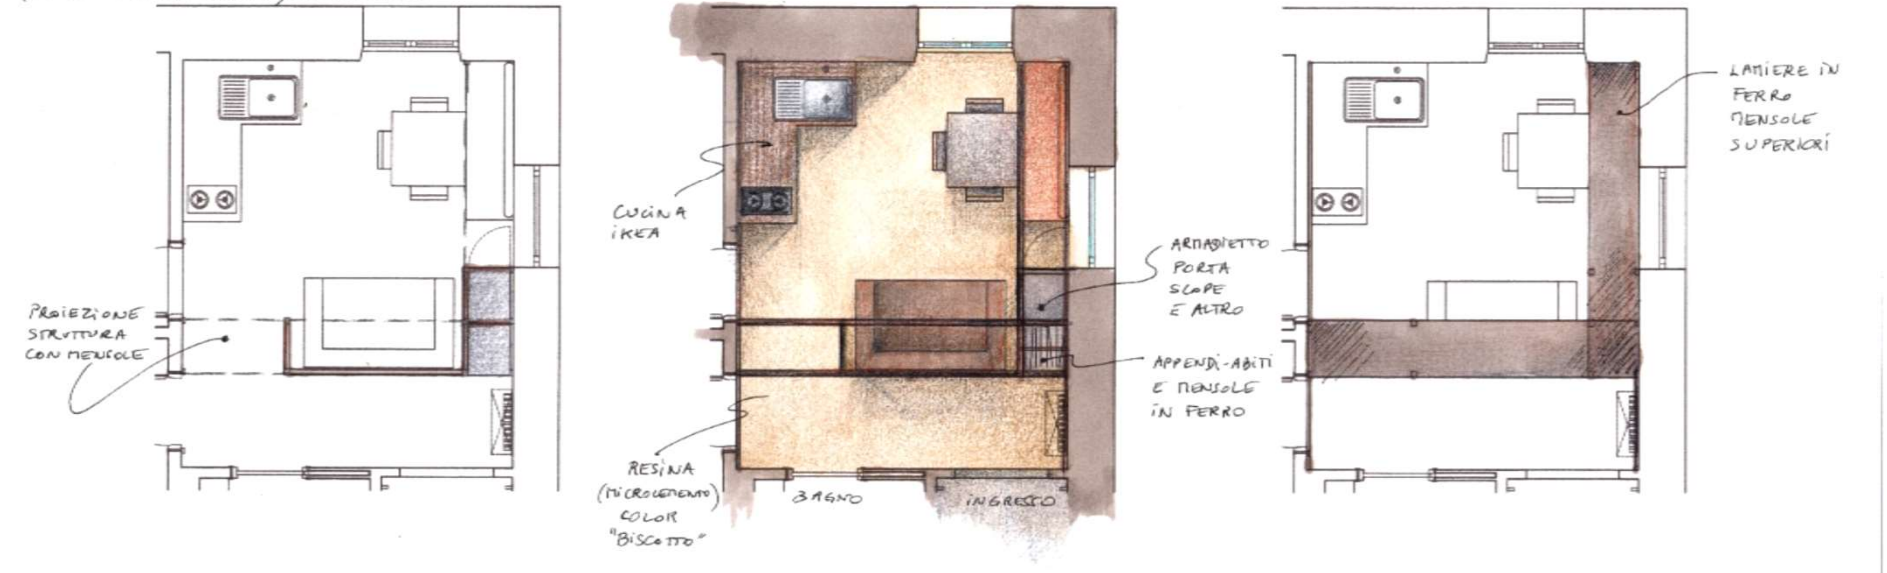 PROIEZIONE
STRUTTURA
CON MENSOLE
CUCINA
IKEA
RESINA
(MICROCEMENTO)
COLOR
"BISCOTTO"
BAGNO
INGRESSO
ARMADIETTO
PORTA
SCOPE
E ALTRO
APPENDI-ABITI
E MENSOLE
IN FERRO
LAMIERE IN
FERRO
MENSOLE
SUPERIORI